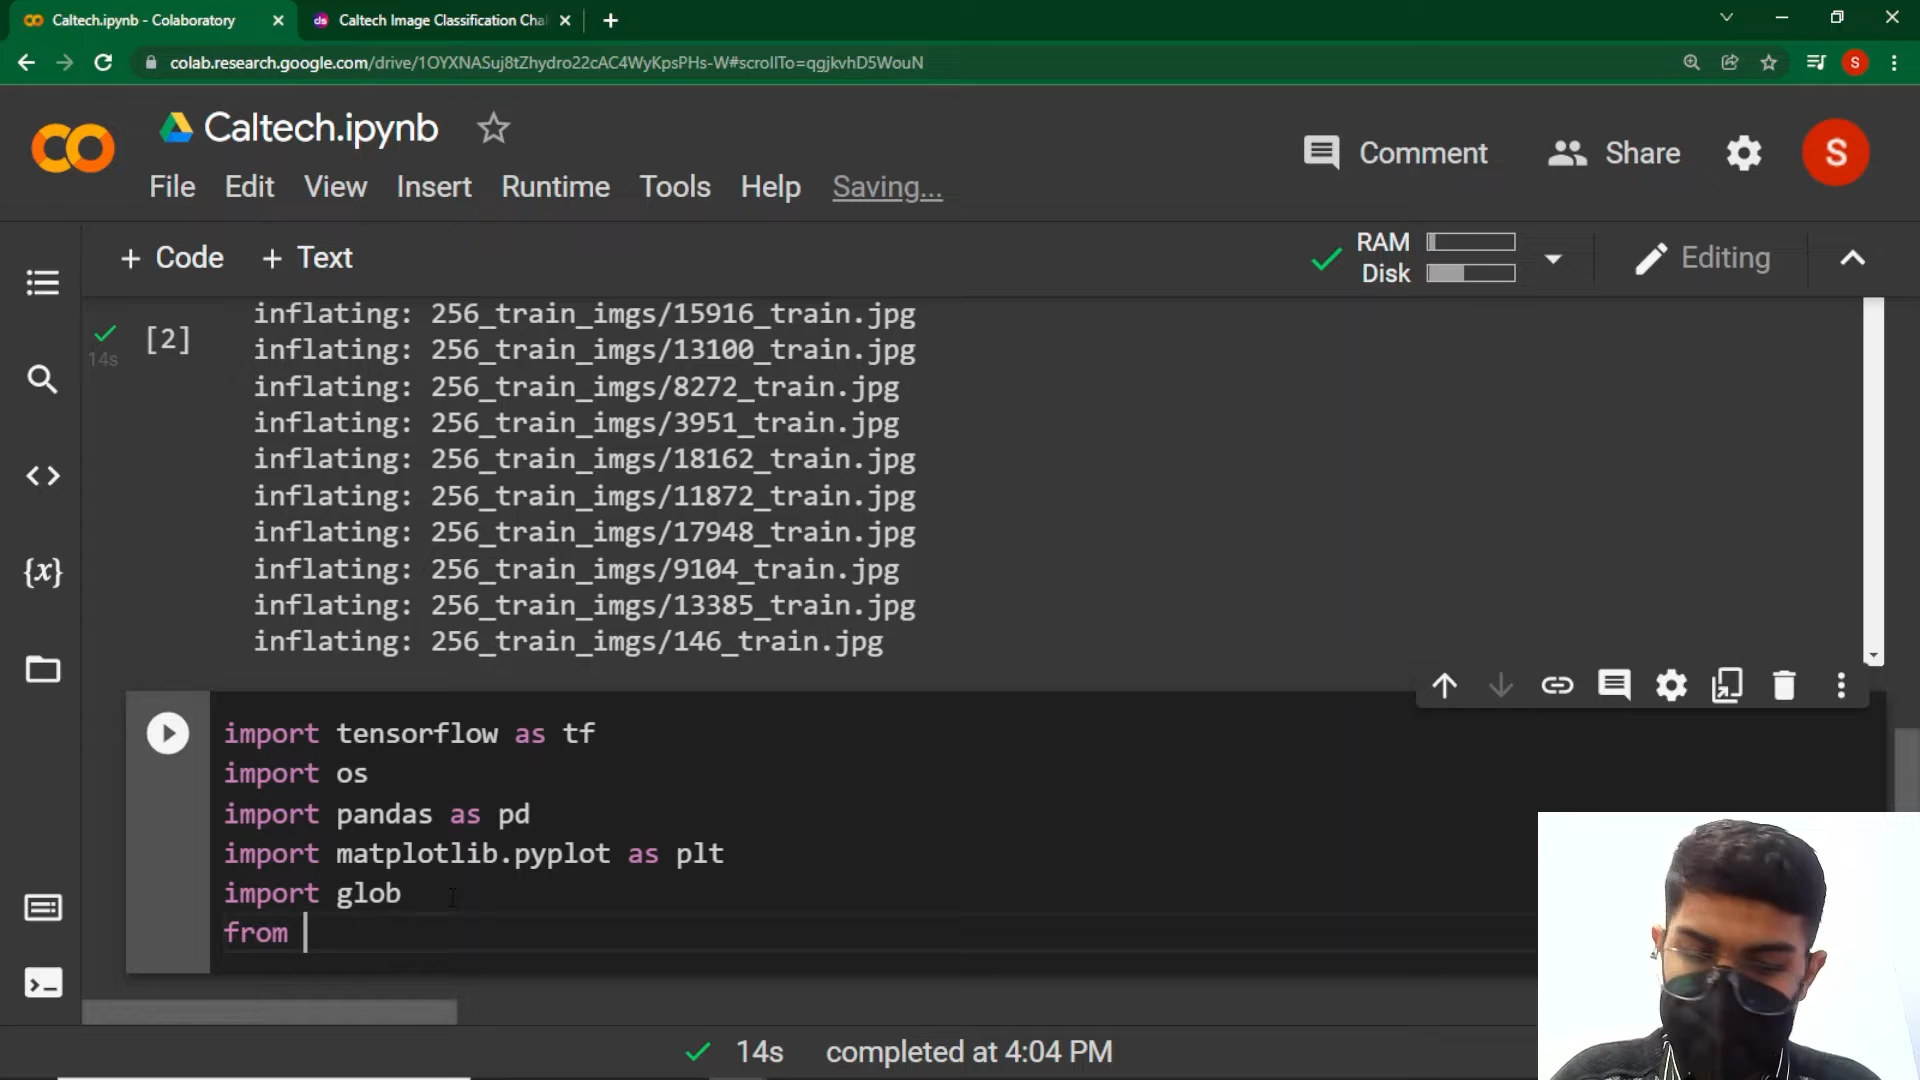 Caltech.ipynb - Colaboratory
ds Caltech Image Classification Cha
colab.research.google.com/drive/1OYXNASuj8tZhydro22cAC4WyKpsPHs-W#scrollTo=qgjkvhD5WouN
S
Caltech.ipynb
Comment
Share
S
File Edit View Insert Runtime Tools Help Saving...
+ Code + Text
RAM
Disk
Editing
inflating: 256_train_imgs/15916_train.jpg
[2]
14s
inflating: 256_train_imgs/13100_train.jpg
inflating: 256_train_imgs/8272_train.jpg
inflating: 256_train_imgs/3951_train.jpg
inflating: 256_train_imgs/18162_train.jpg
inflating: 256_train_imgs/11872_train.jpg
inflating: 256_train_imgs/17948_train.jpg
inflating: 256_train_imgs/9104_train.jpg
inflating: 256_train_imgs/13385_train.jpg
inflating: 256_train_imgs/146_train.jpg
import tensorflow as tf
import os
import pandas as pd
import matplotlib.pyplot as plt
import glob
from
14s completed at 4:04 PM